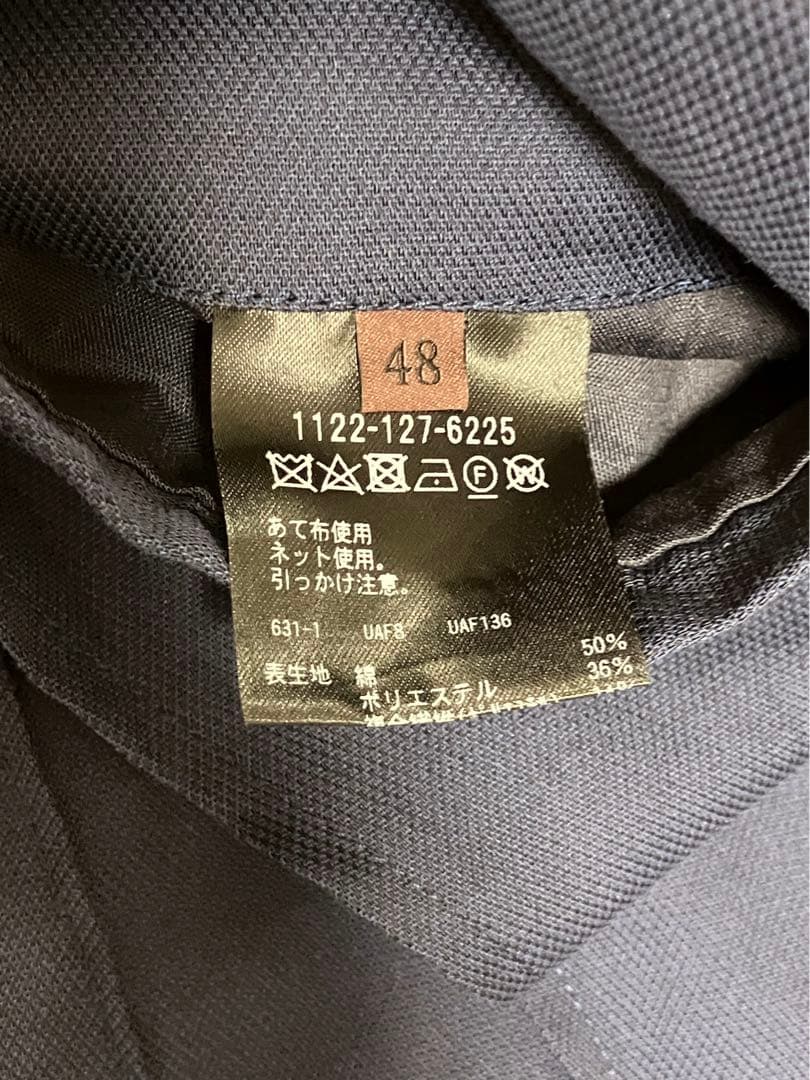 48
1122-127-6225
F W
あて布使用
ネット使用。
引っかけ注意。
631-1 UAF8 UAF136
表生地 綿 50%
ポリエステル 36%